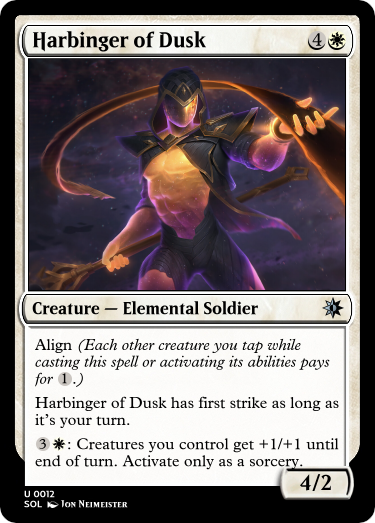 Harbinger of Dusk 4
Creature — Elemental Soldier
Align (Each other creature you tap while
casting this spell or activating its abilities pays
for 1.)
Harbinger of Dusk has first strike as long as
it's your turn.
3 : Creatures you control get +1/+1 until
end of turn. Activate only as a sorcery.
4/2
U 0012
SOL Jon Neimeister